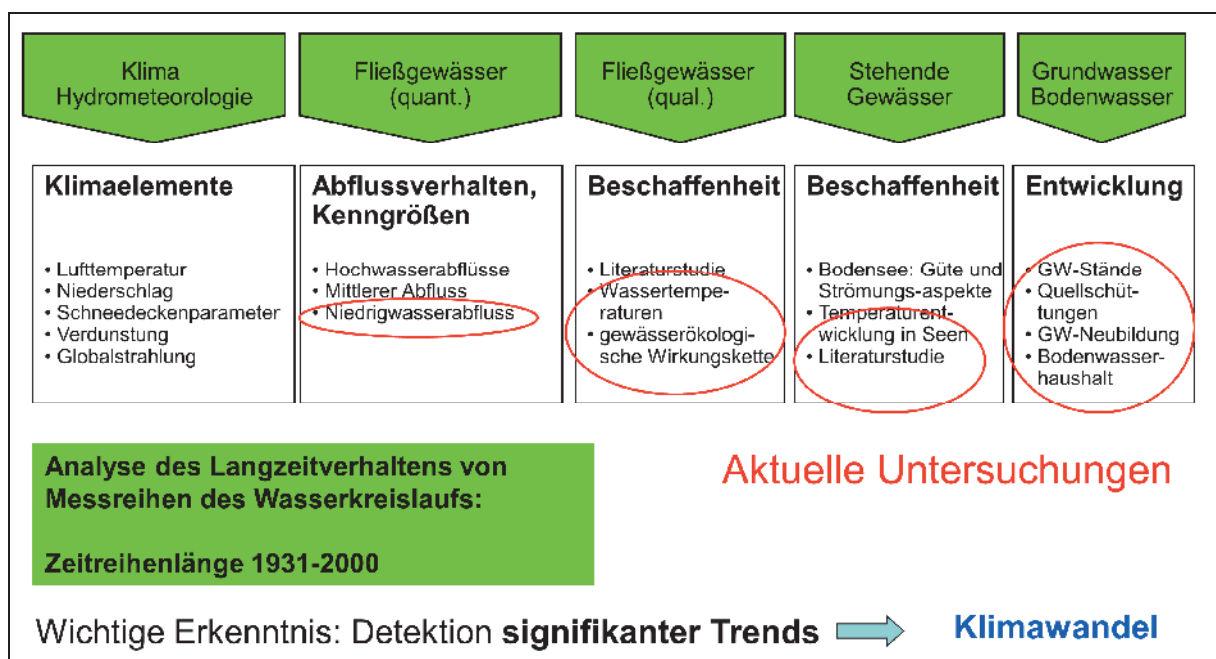 Klima
Hydrometeorologie
Fließgewässer
(quant.)
Fließgewässer
(qual.)
Stehende
Gewässer
Grundwasser
Bodenwasser
Klimaelemente
• Lufttemperatur
• Niederschlag
• Schneedeckenparameter
• Verdunstung
• Globalstrahlung
Abflussverhalten,
Kenngrößen
• Hochwasserabflüsse
• Mittlerer Abfluss
• Niedrigwasserabfluss
Beschaffenheit
• Literaturstudie
• Wassertempe-
raturen
• gewässerökologi-
sche Wirkungskette
Beschaffenheit
• Bodensee: Güte und
Strömungs-aspekte
• Temperaturent-
wicklung in Seen
• Literaturstudie
Entwicklung
• GW-Stände
• Quellschüt-
tungen
• GW-Neubildung
• Bodenwasser-
haushalt
Analyse des Langzeitverhaltens von
Messreihen des Wasserkreislaufs:
Zeitreihenlänge 1931-2000
Aktuelle Untersuchungen
Wichtige Erkenntnis: Detektion signifikanter Trends Klimawandel